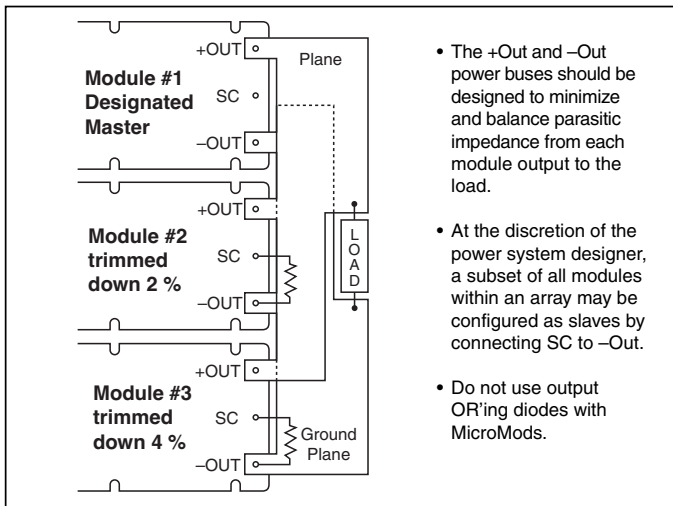 +OUT
Plane
Module #1
Designated
Master
SC
–OUT
+OUT
Module #2
trimmed
down 2 %
SC
–OUT
LOAD
+OUT
Module #3
trimmed
down 4 %
SC
Ground
Plane
–OUT
• The +Out and –Out
power buses should be
designed to minimize
and balance parasitic
impedance from each
module output to the
load.
• At the discretion of the
power system designer,
a subset of all modules
within an array may be
configured as slaves by
connecting SC to –Out.
• Do not use output
OR'ing diodes with
MicroMods.